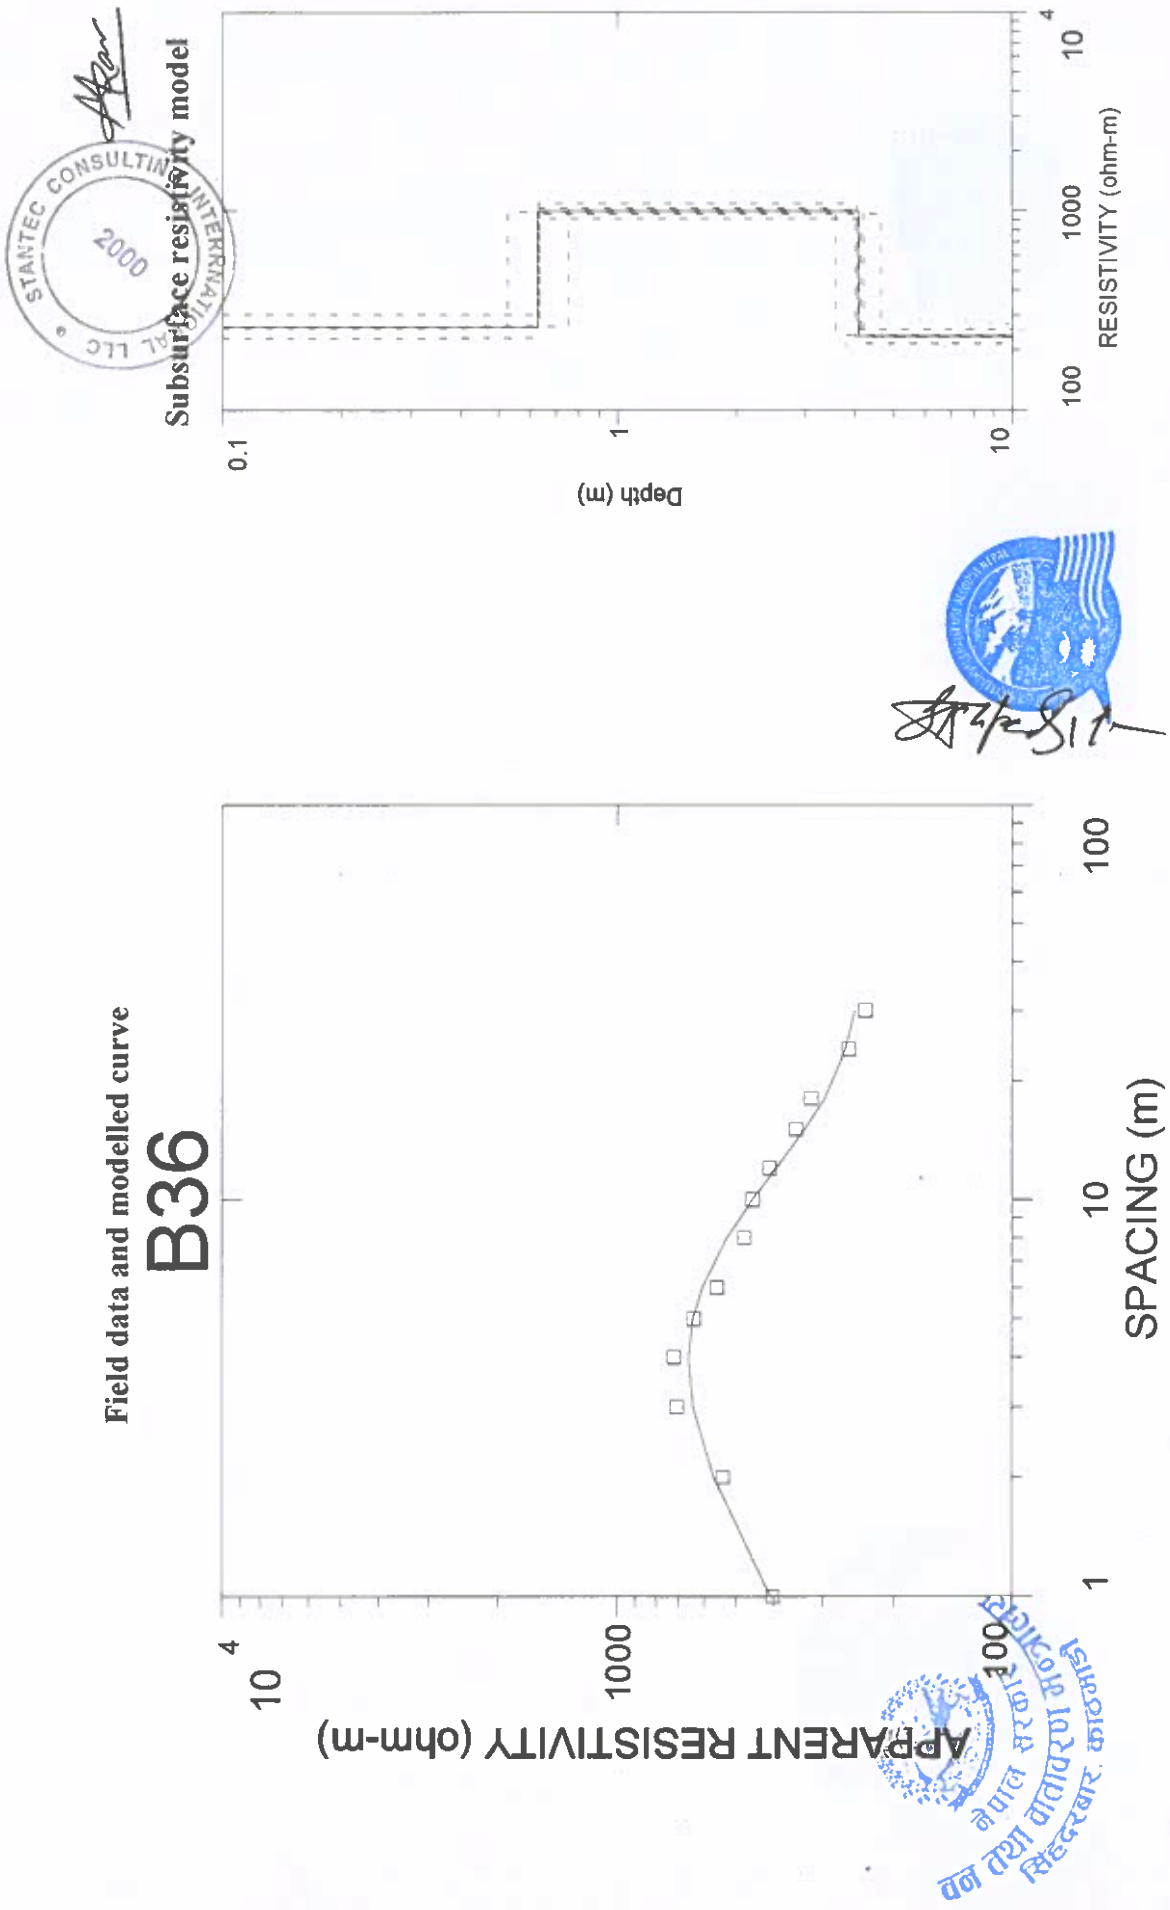 Field data and modelled curve
B36
APPARENT RESISTIVITY (ohm-m)
10 4
1000
100
1
10
100
SPACING (m)
Subsurface resistivity model
Depth (m)
0.1
1
10
100
1000
10 4
RESISTIVITY (ohm-m)
STANTEC CONSULTING INTERNATIONAL LLC
2000
नेपाल सरकार
वन तथा वातावरण मन्त्रालय
सिंहदरबार, काठमाडौं